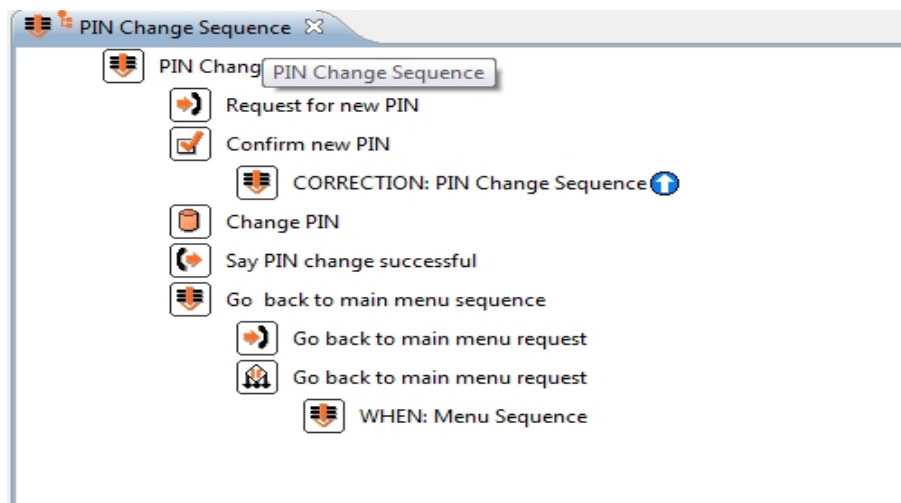 PIN Change Sequence
PIN Chang
PIN Change Sequence
Request for new PIN
Confirm new PIN
CORRECTION: PIN Change Sequence
Change PIN
Say PIN change successful
Go back to main menu sequence
Go back to main menu request
Go back to main menu request
WHEN: Menu Sequence